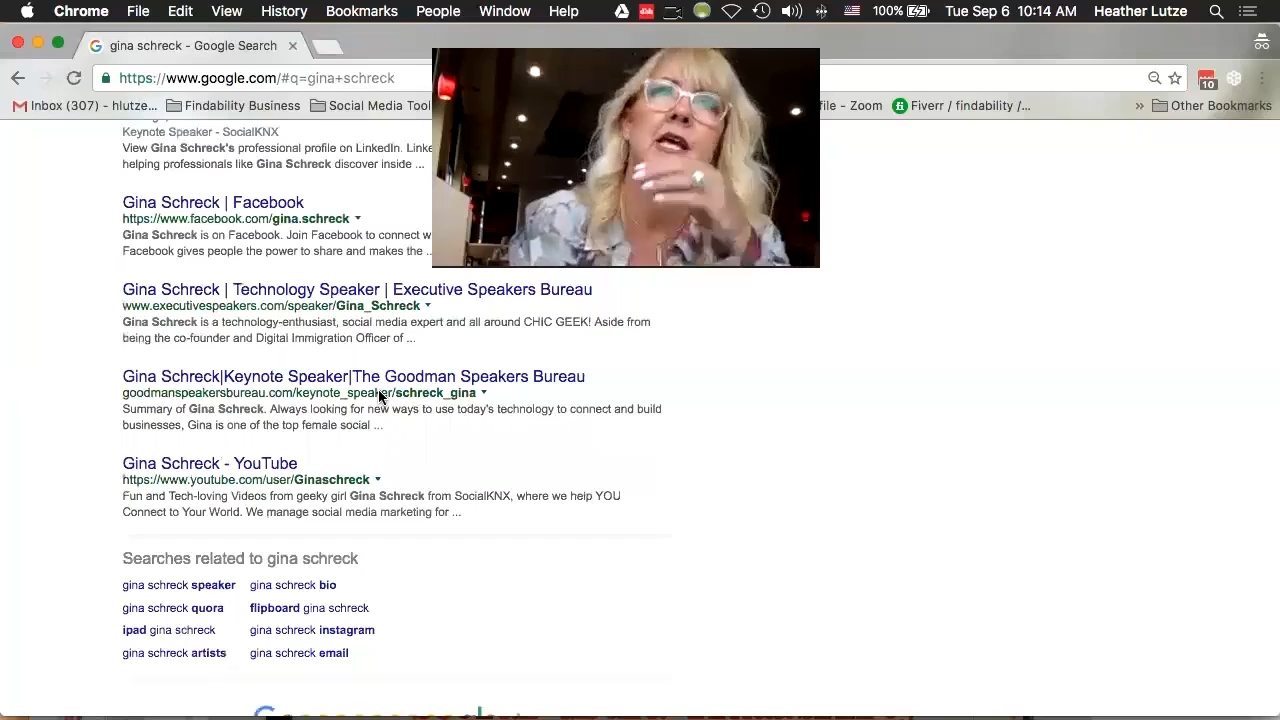 Chrome File Edit View History Bookmarks People Window Help 100% Tue Sep 6 10:14 AM Heather Lutze
gina schreck - Google Search
https://www.google.com/#q=gina+schreck
10
Inbox (307) - hlutze... Findability Business Social Media Tool file - Zoom Fiverr / findability /... » Other Bookmarks
Keynote Speaker - SocialKNX
View Gina Schreck's professional profile on LinkedIn. Linke
helping professionals like Gina Schreck discover inside ...
Gina Schreck | Facebook
https://www.facebook.com/gina.schreck
Gina Schreck is on Facebook. Join Facebook to connect w
Facebook gives people the power to share and makes the ..
Gina Schreck | Technology Speaker | Executive Speakers Bureau
www.executivespeakers.com/speaker/Gina_Schreck
Gina Schreck is a technology-enthusiast, social media expert and all around CHIC GEEK! Aside from
being the co-founder and Digital Immigration Officer of ...
Gina Schreck|Keynote Speaker|The Goodman Speakers Bureau
goodmanspeakersbureau.com/keynote_speaker/schreck_gina
Summary of Gina Schreck. Always looking for new ways to use today's technology to connect and build
businesses, Gina is one of the top female social ...
Gina Schreck - YouTube
https://www.youtube.com/user/Ginaschreck
Fun and Tech-loving Videos from geeky girl Gina Schreck from SocialKNX, where we help YOU
Connect to Your World. We manage social media marketing for ...
Searches related to gina schreck
gina schreck speaker gina schreck bio
gina schreck quora flipboard gina schreck
ipad gina schreck gina schreck instagram
gina schreck artists gina schreck email